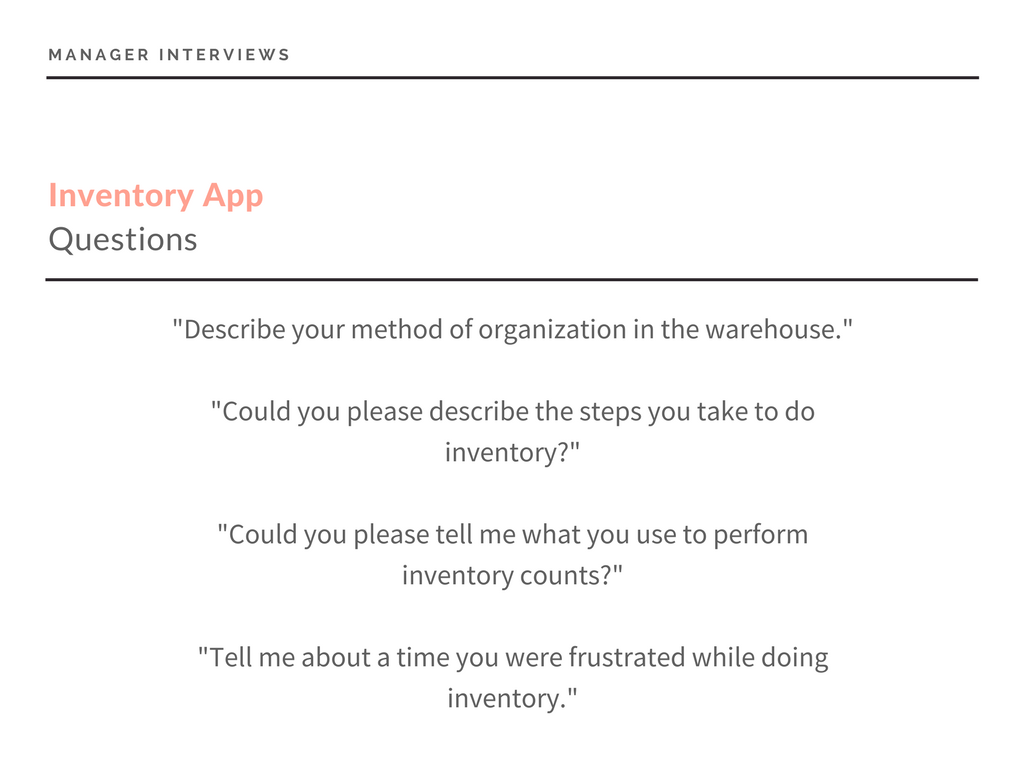 MANAGER INTERVIEWS
Inventory App
Questions
"Describe your method of organization in the warehouse."
"Could you please describe the steps you take to do
inventory?"
"Could you please tell me what you use to perform
inventory counts?"
"Tell me about a time you were frustrated while doing
inventory."